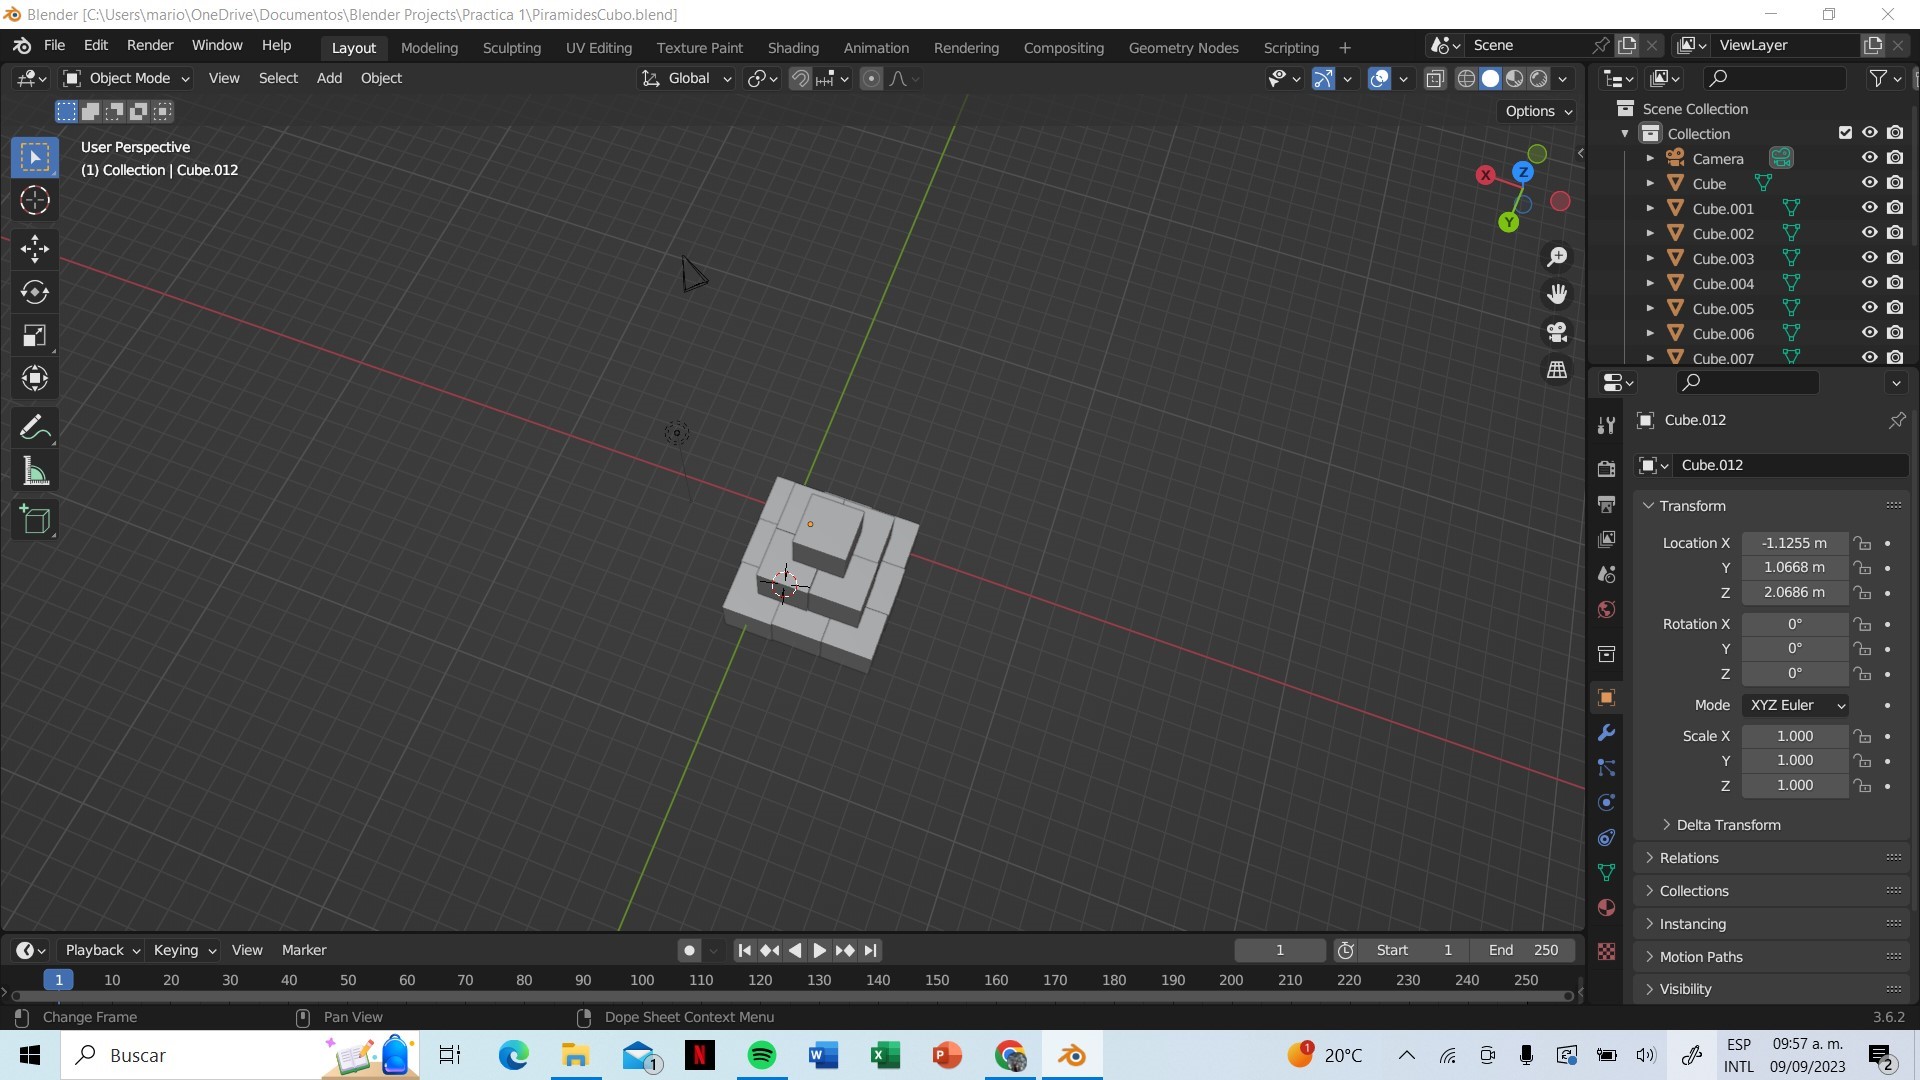 Blender [C:\Users\mario\OneDrive\Documentos\Blender Projects\Practica 1\PiramidesCubo.blend]
File Edit Render Window Help Layout Modeling Sculpting UV Editing Texture Paint Shading Animation Rendering Compositing Geometry Nodes Scripting + Scene ViewLayer
Object Mode View Select Add Object Global
Options
User Perspective
(1) Collection | Cube.012
X
Z
Y
Scene Collection
Collection
Camera
Cube
Cube.001
Cube.002
Cube.003
Cube.004
Cube.005
Cube.006
Cube.007
Cube.012
Cube.012
Transform
Location X -1.1255 m
Y 1.0668 m
Z 2.0686 m
Rotation X 0°
Y 0°
Z 0°
Mode XYZ Euler
Scale X 1.000
Y 1.000
Z 1.000
Delta Transform
Relations
Collections
Instancing
Motion Paths
Visibility
Playback Keying View Marker 1 Start 1 End 250
1 10 20 30 40 50 60 70 80 90 100 110 120 130 140 150 160 170 180 190 200 210 220 230 240 250
Change Frame Pan View Dope Sheet Context Menu 3.6.2
Buscar 1 1 20°C ESP INTL 09:57 a. m. 09/09/2023 2